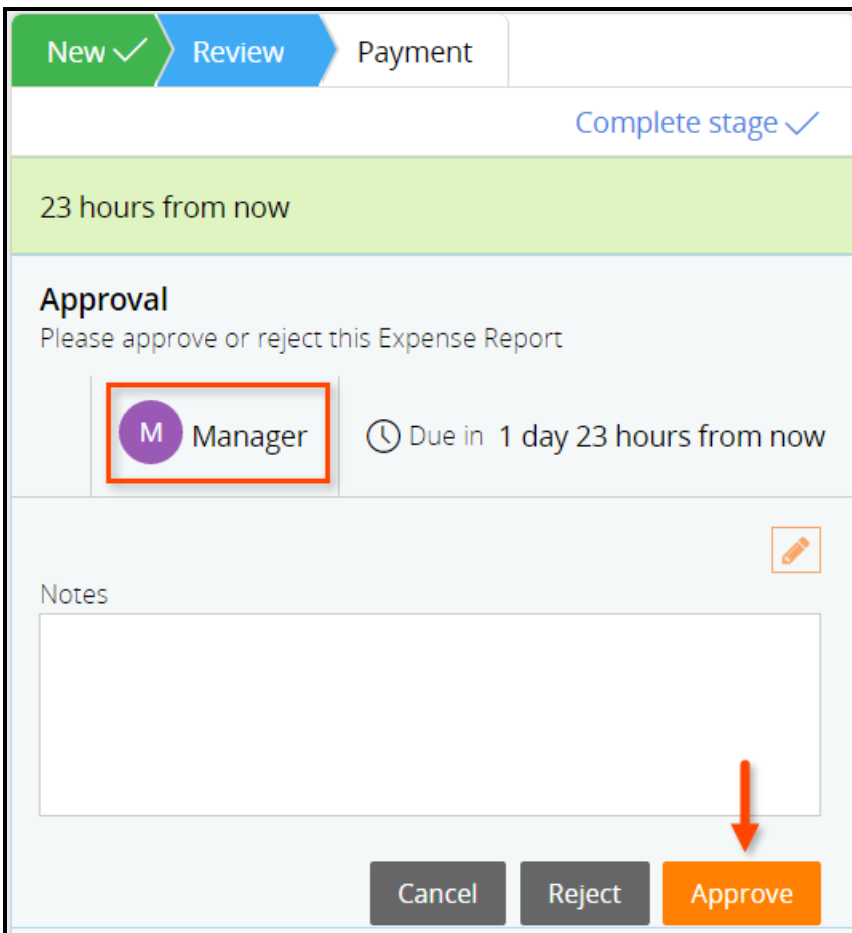 New Review Payment
Complete stage
23 hours from now
Approval
Please approve or reject this Expense Report
M Manager Due in 1 day 23 hours from now
Notes
Cancel Reject Approve